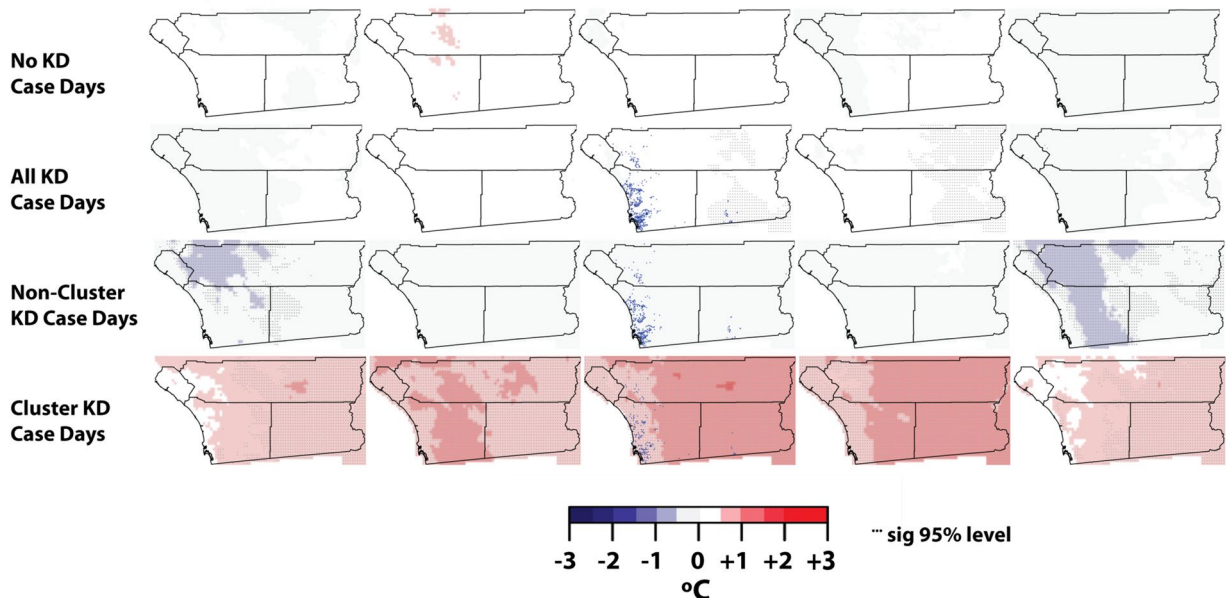 No KD
Case Days
All KD
Case Days
Non-Cluster
KD Case Days
Cluster KD
Case Days
-3 -2 -1 0 +1 +2 +3
ºC
··· sig 95% level